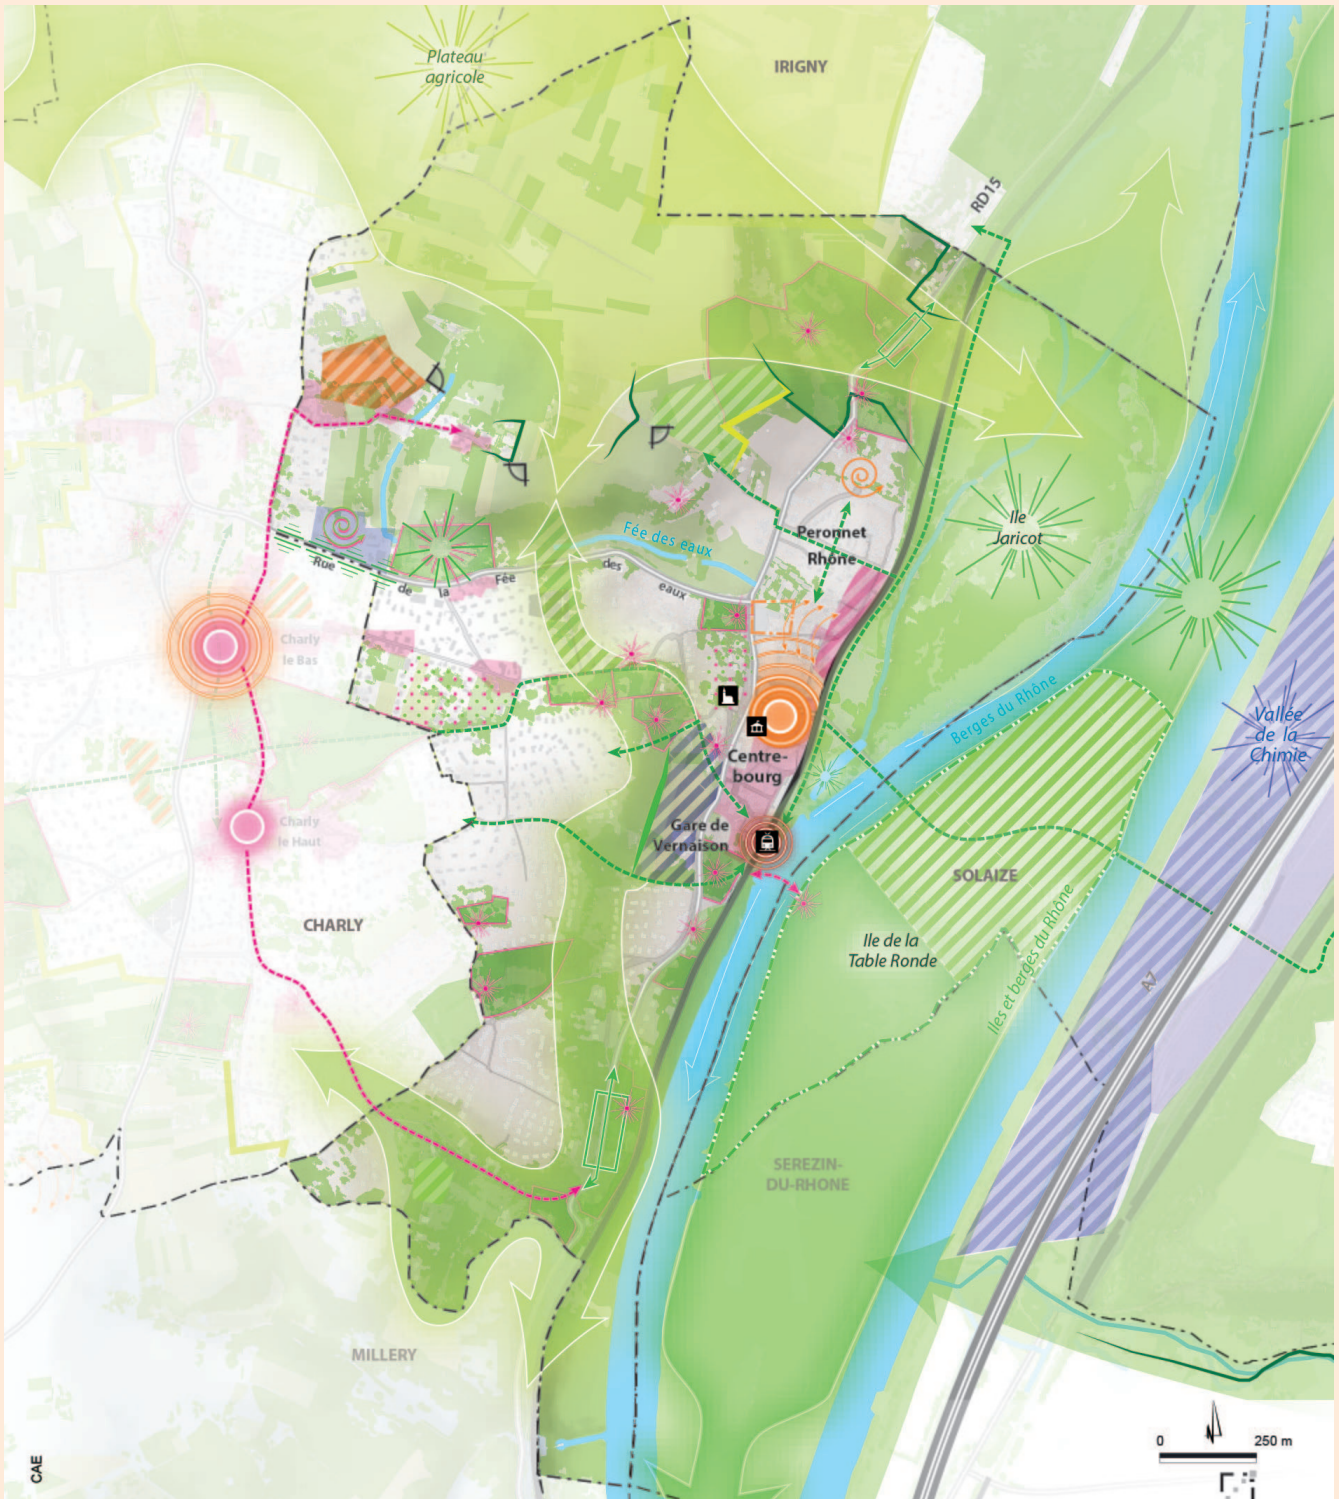 Plateau
agricole
IRIGNY
RD15
Ile
Jaricot
Fée des eaux
Peronnet
Rhône
Rue
de
la
Fée
des
eaux
Charly
le Bas
Berges du Rhône
Vallée
de la
Chimie
Centre-
bourg
Charly
le Haut
Gare de
Vernaison
SOLAIZE
CHARLY
Ile de la
Table Ronde
Iles et berges du Rhône
A7
SEREZIN-
DU-RHONE
MILLERY
0
250 m
CAE